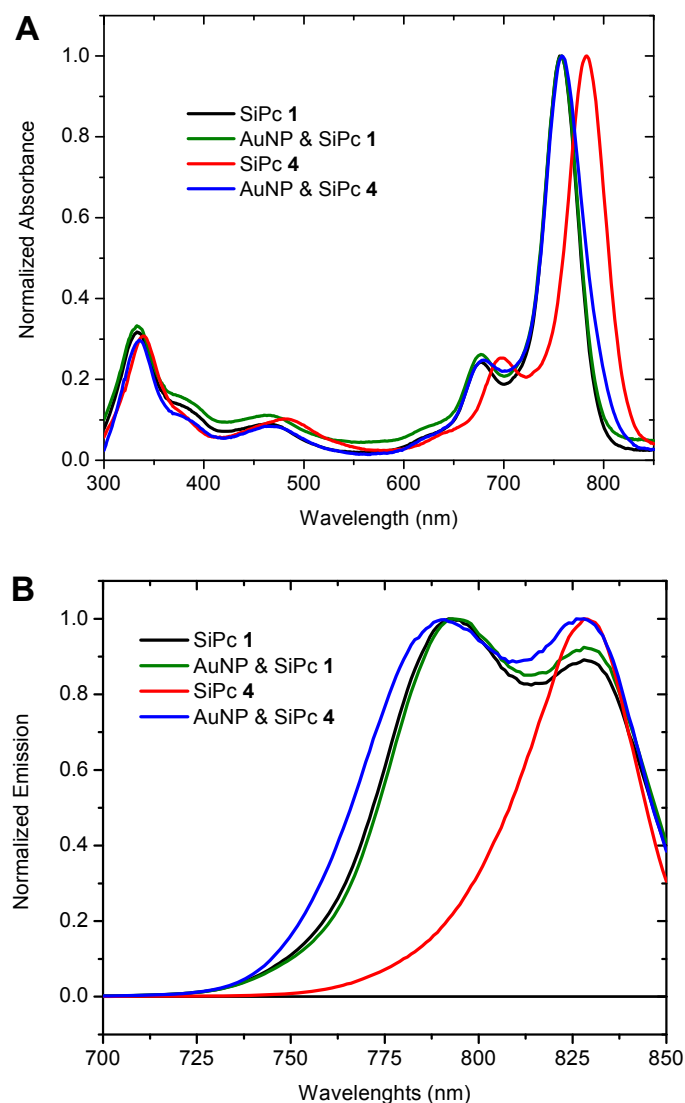 A
1.0
0.8
0.6
0.4
0.2
0.0
Normalized Absorbance
SiPc 1
AuNP & SiPc 1
SiPc 4
AuNP & SiPc 4
300 400 500 600 700 800
Wavelength (nm)
B
1.0
0.8
0.6
0.4
0.2
0.0
Normalized Emission
SiPc 1
AuNP & SiPc 1
SiPc 4
AuNP & SiPc 4
700 725 750 775 800 825 850
Wavelenghts (nm)